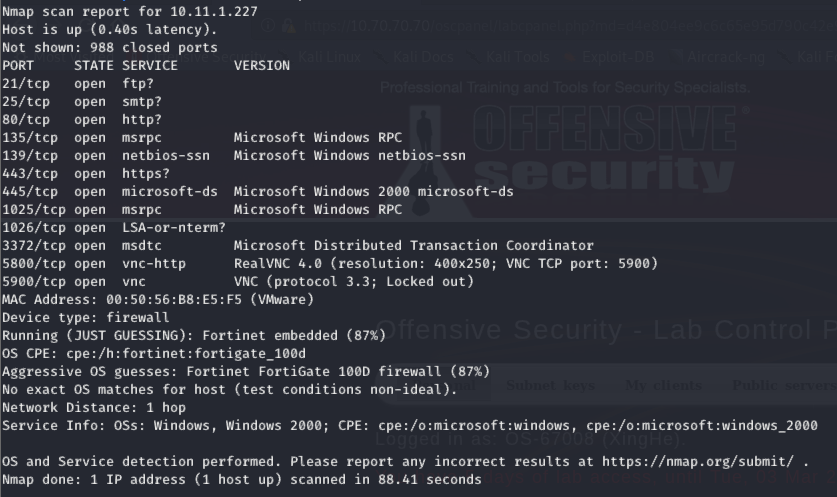 Nmap scan report for 10.11.1.227
Host is up (0.40s latency).
Not shown: 988 closed ports
PORT     STATE SERVICE      VERSION
21/tcp   open  ftp?
25/tcp   open  smtp?
80/tcp   open  http?
135/tcp  open  msrpc        Microsoft Windows RPC
139/tcp  open  netbios-ssn  Microsoft Windows netbios-ssn
443/tcp  open  https?
445/tcp  open  microsoft-ds Microsoft Windows 2000 microsoft-ds
1025/tcp open  msrpc        Microsoft Windows RPC
1026/tcp open  LSA-or-nterm?
3372/tcp open  msdtc        Microsoft Distributed Transaction Coordinator
5800/tcp open  vnc-http     RealVNC 4.0 (resolution: 400x250; VNC TCP port: 5900)
5900/tcp open  vnc          VNC (protocol 3.3; Locked out)
MAC Address: 00:50:56:B8:E5:F5 (VMware)
Device type: firewall
Running (JUST GUESSING): Fortinet embedded (87%)
OS CPE: cpe:/h:fortinet:fortigate_100d
Aggressive OS guesses: Fortinet FortiGate 100D firewall (87%)
No exact OS matches for host (test conditions non-ideal).
Network Distance: 1 hop
Service Info: OSs: Windows, Windows 2000; CPE: cpe:/o:microsoft:windows, cpe:/o:microsoft:windows_2000
OS and Service detection performed. Please report any incorrect results at https://nmap.org/submit/ .
Nmap done: 1 IP address (1 host up) scanned in 88.41 seconds
Kali Linux Kali Docs Kali Tools Exploit-DB Aircrack-ng
Professional Training and Tools for Security Specialists.
OFFENSIVE
security
Offensive Security - Lab Control
Subnet keys My clients Public servers
Logged in as: OS-67008 (XingHe).